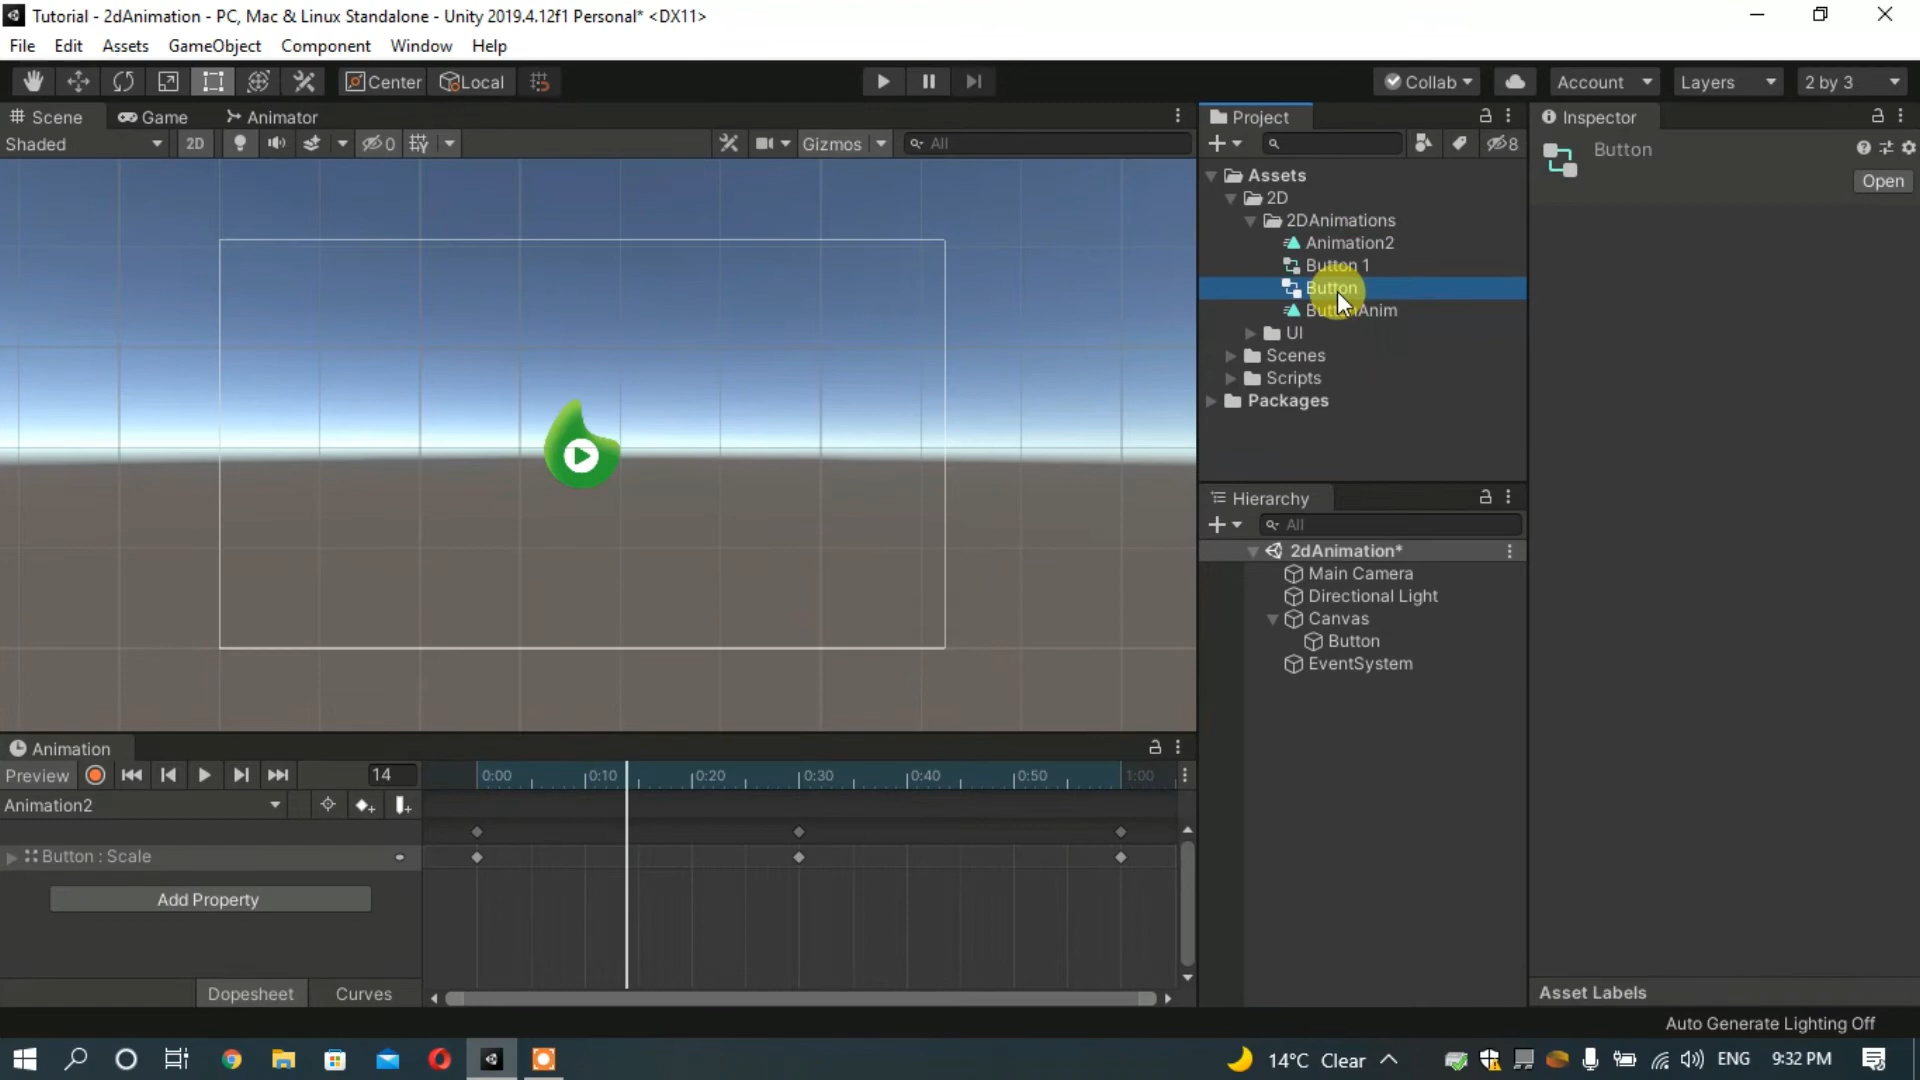 Tutorial - 2dAnimation - PC, Mac & Linux Standalone - Unity 2019.4.12f1 Personal* <DX11>
File Edit Assets GameObject Component Window Help
Center Local Collab Account Layers 2 by 3
Scene Game Animator
Shaded 2D 0 Gizmos All
Project
8
Assets
2D
2DAnimations
Animation2
Button 1
Button
ButtonAnim
UI
Scenes
Scripts
Packages
Inspector
Button
Open
Hierarchy
All
2dAnimation*
Main Camera
Directional Light
Canvas
Button
EventSystem
Animation
Preview 14 0:00 0:10 0:20 0:30 0:40 0:50 1:00
Animation2
Button : Scale
Add Property
Dopesheet Curves
Asset Labels
Auto Generate Lighting Off
14°C Clear ENG 9:32 PM